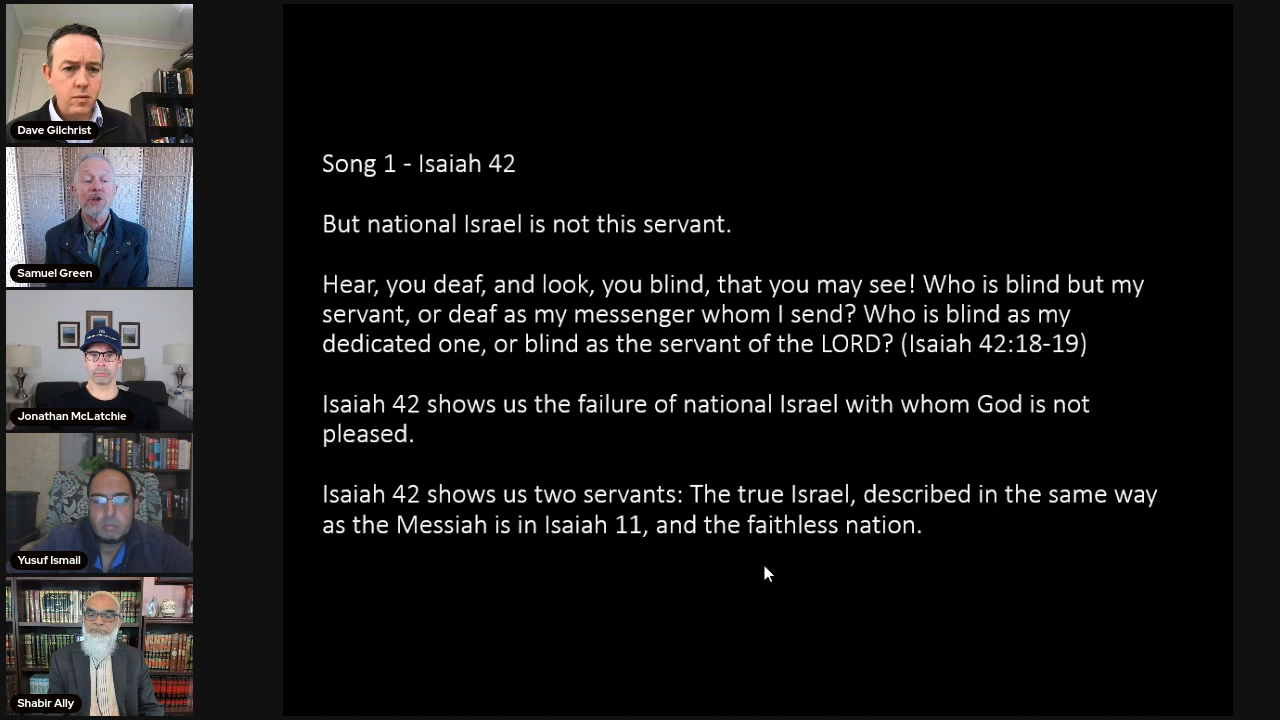 Dave Gilchrist
Samuel Green
Jonathan McLatchie
Yusuf Ismail
Shabir Ally
Song 1 - Isaiah 42
But national Israel is not this servant.
Hear, you deaf, and look, you blind, that you may see! Who is blind but my
servant, or deaf as my messenger whom I send? Who is blind as my
dedicated one, or blind as the servant of the LORD? (Isaiah 42:18-19)
Isaiah 42 shows us the failure of national Israel with whom God is not
pleased.
Isaiah 42 shows us two servants: The true Israel, described in the same way
as the Messiah is in Isaiah 11, and the faithless nation.